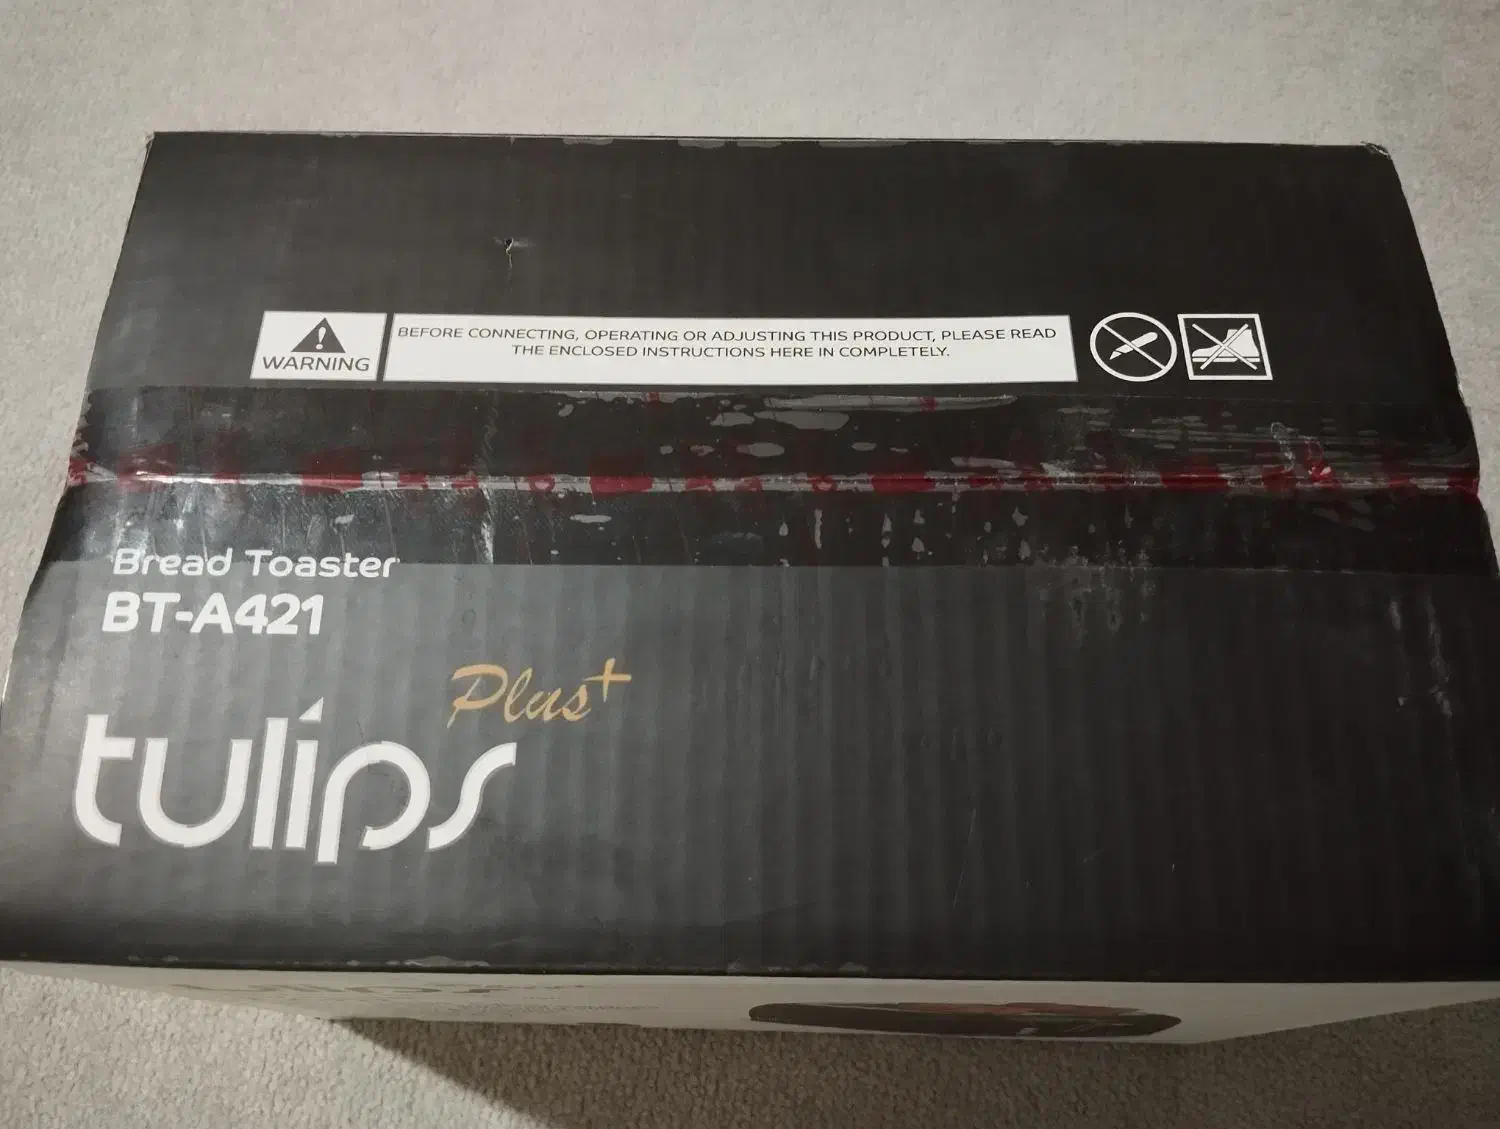 WARNING
BEFORE CONNECTING, OPERATING OR ADJUSTING THIS PRODUCT, PLEASE READ
THE ENCLOSED INSTRUCTIONS HERE IN COMPLETELY.
Bread Toaster
BT-A421
Plus+
tulips